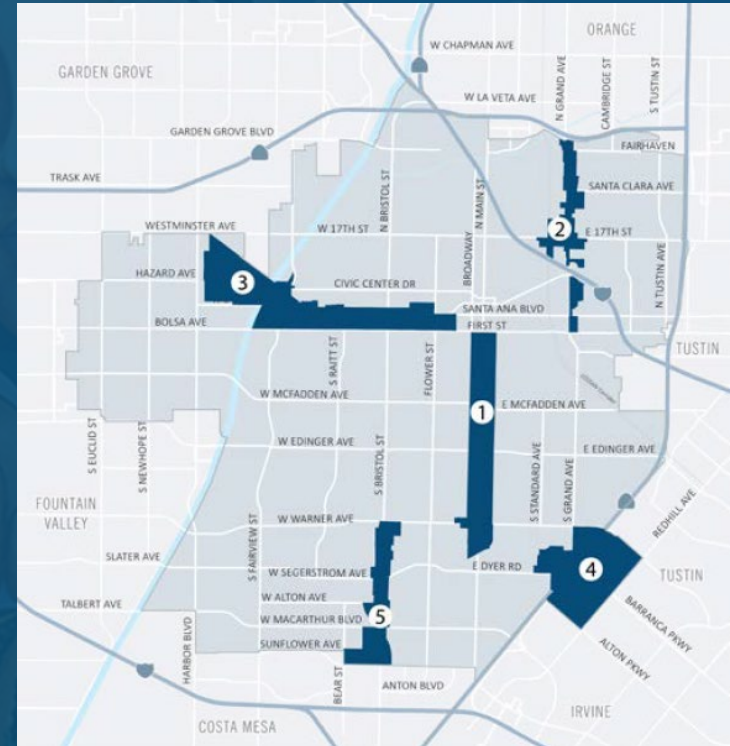 ORANGE
W CHAPMAN AVE
GARDEN GROVE
N GRAND AVE
CAMBRIDGE ST
S TUSTIN ST
W LA VETA AVE
GARDEN GROVE BLVD
FAIRHAVEN
TRASK AVE
SANTA CLARA AVE
N BRISTOL ST
N MAIN ST
WESTMINSTER AVE
W 17TH ST
2
E 17TH ST
BROADWAY
HAZARD AVE
3
CIVIC CENTER DR
N TUSTIN AVE
SANTA ANA BLVD
BOLSA AVE
FIRST ST
TUSTIN
S RAITT ST
FLOWER ST
W MCFADDEN AVE
1
E MCFADDEN AVE
S EUCLID ST
S NEWHOPE ST
W EDINGER AVE
S BRISTOL ST
E EDINGER AVE
S STANDARD AVE
S GRAND AVE
FOUNTAIN
VALLEY
W WARNER AVE
REDHILL AVE
S FAIRVIEW ST
SLATER AVE
W SEGERSTROM AVE
E DYER RD
4
TUSTIN
TALBERT AVE
W ALTON AVE
5
W MACARTHUR BLVD
BARRANCA PKWY
HARBOR BLVD
SUNFLOWER AVE
ALTON PKWY
BEAR ST
ANTON BLVD
IRVINE
COSTA MESA